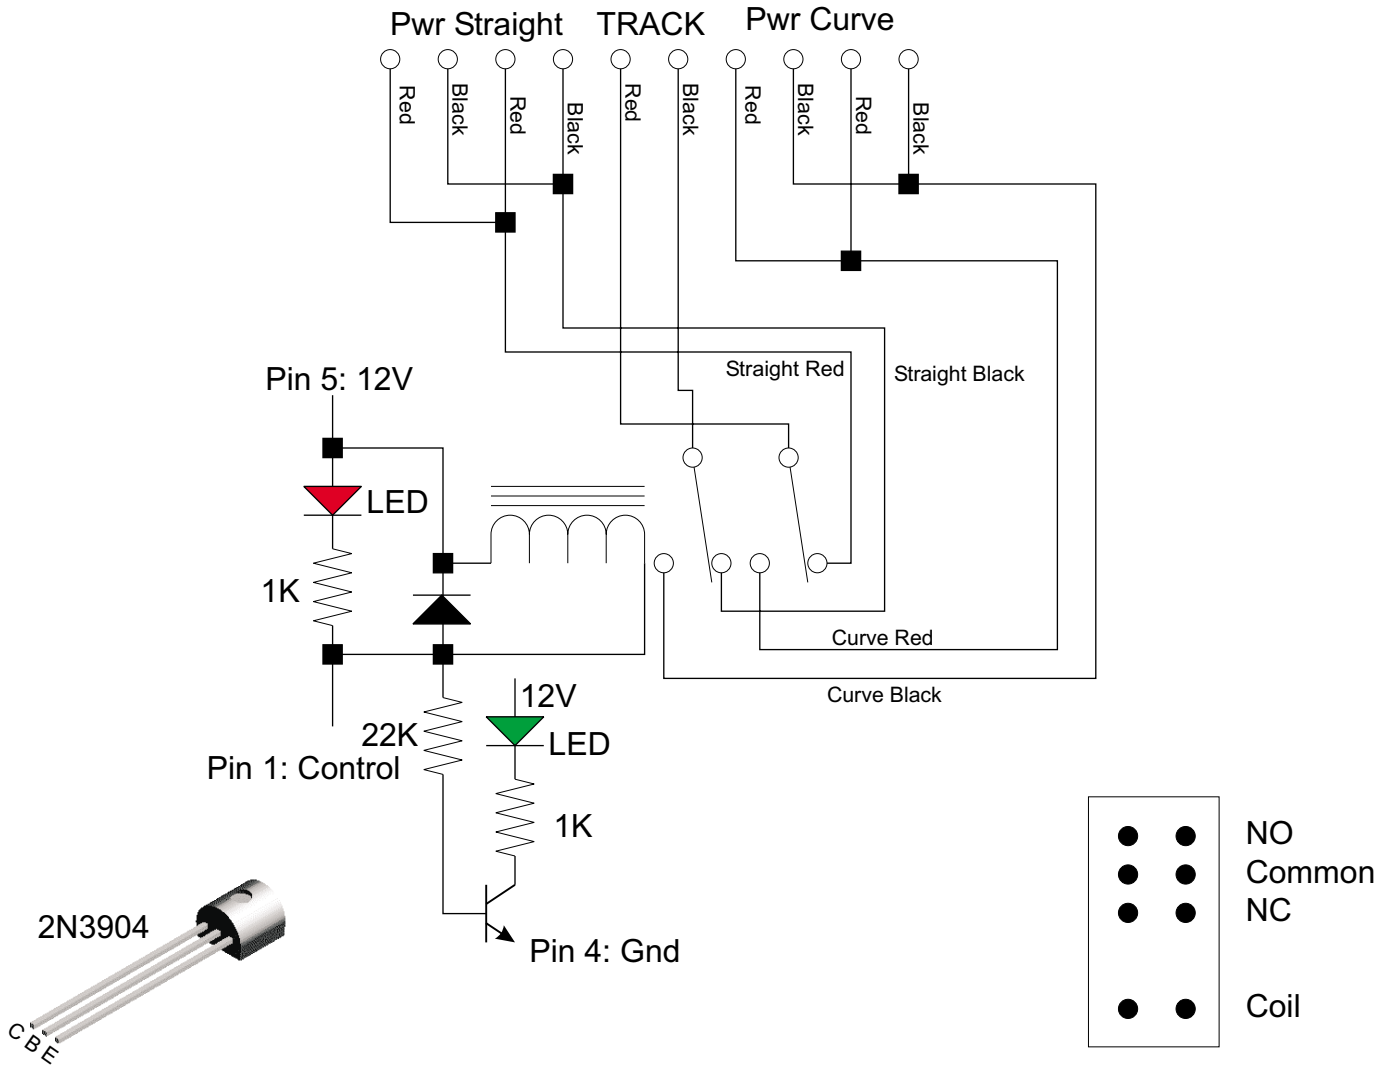 Pwr Straight TRACK Pwr Curve
Red Black Red Black Red Black Red Black Red Black
Straight Red
Straight Black
Pin 5: 12V
LED
1K
Curve Red
Curve Black
12V
22K
LED
Pin 1: Control
1K
NO
Common
NC
2N3904
Pin 4: Gnd
Coil
C B E